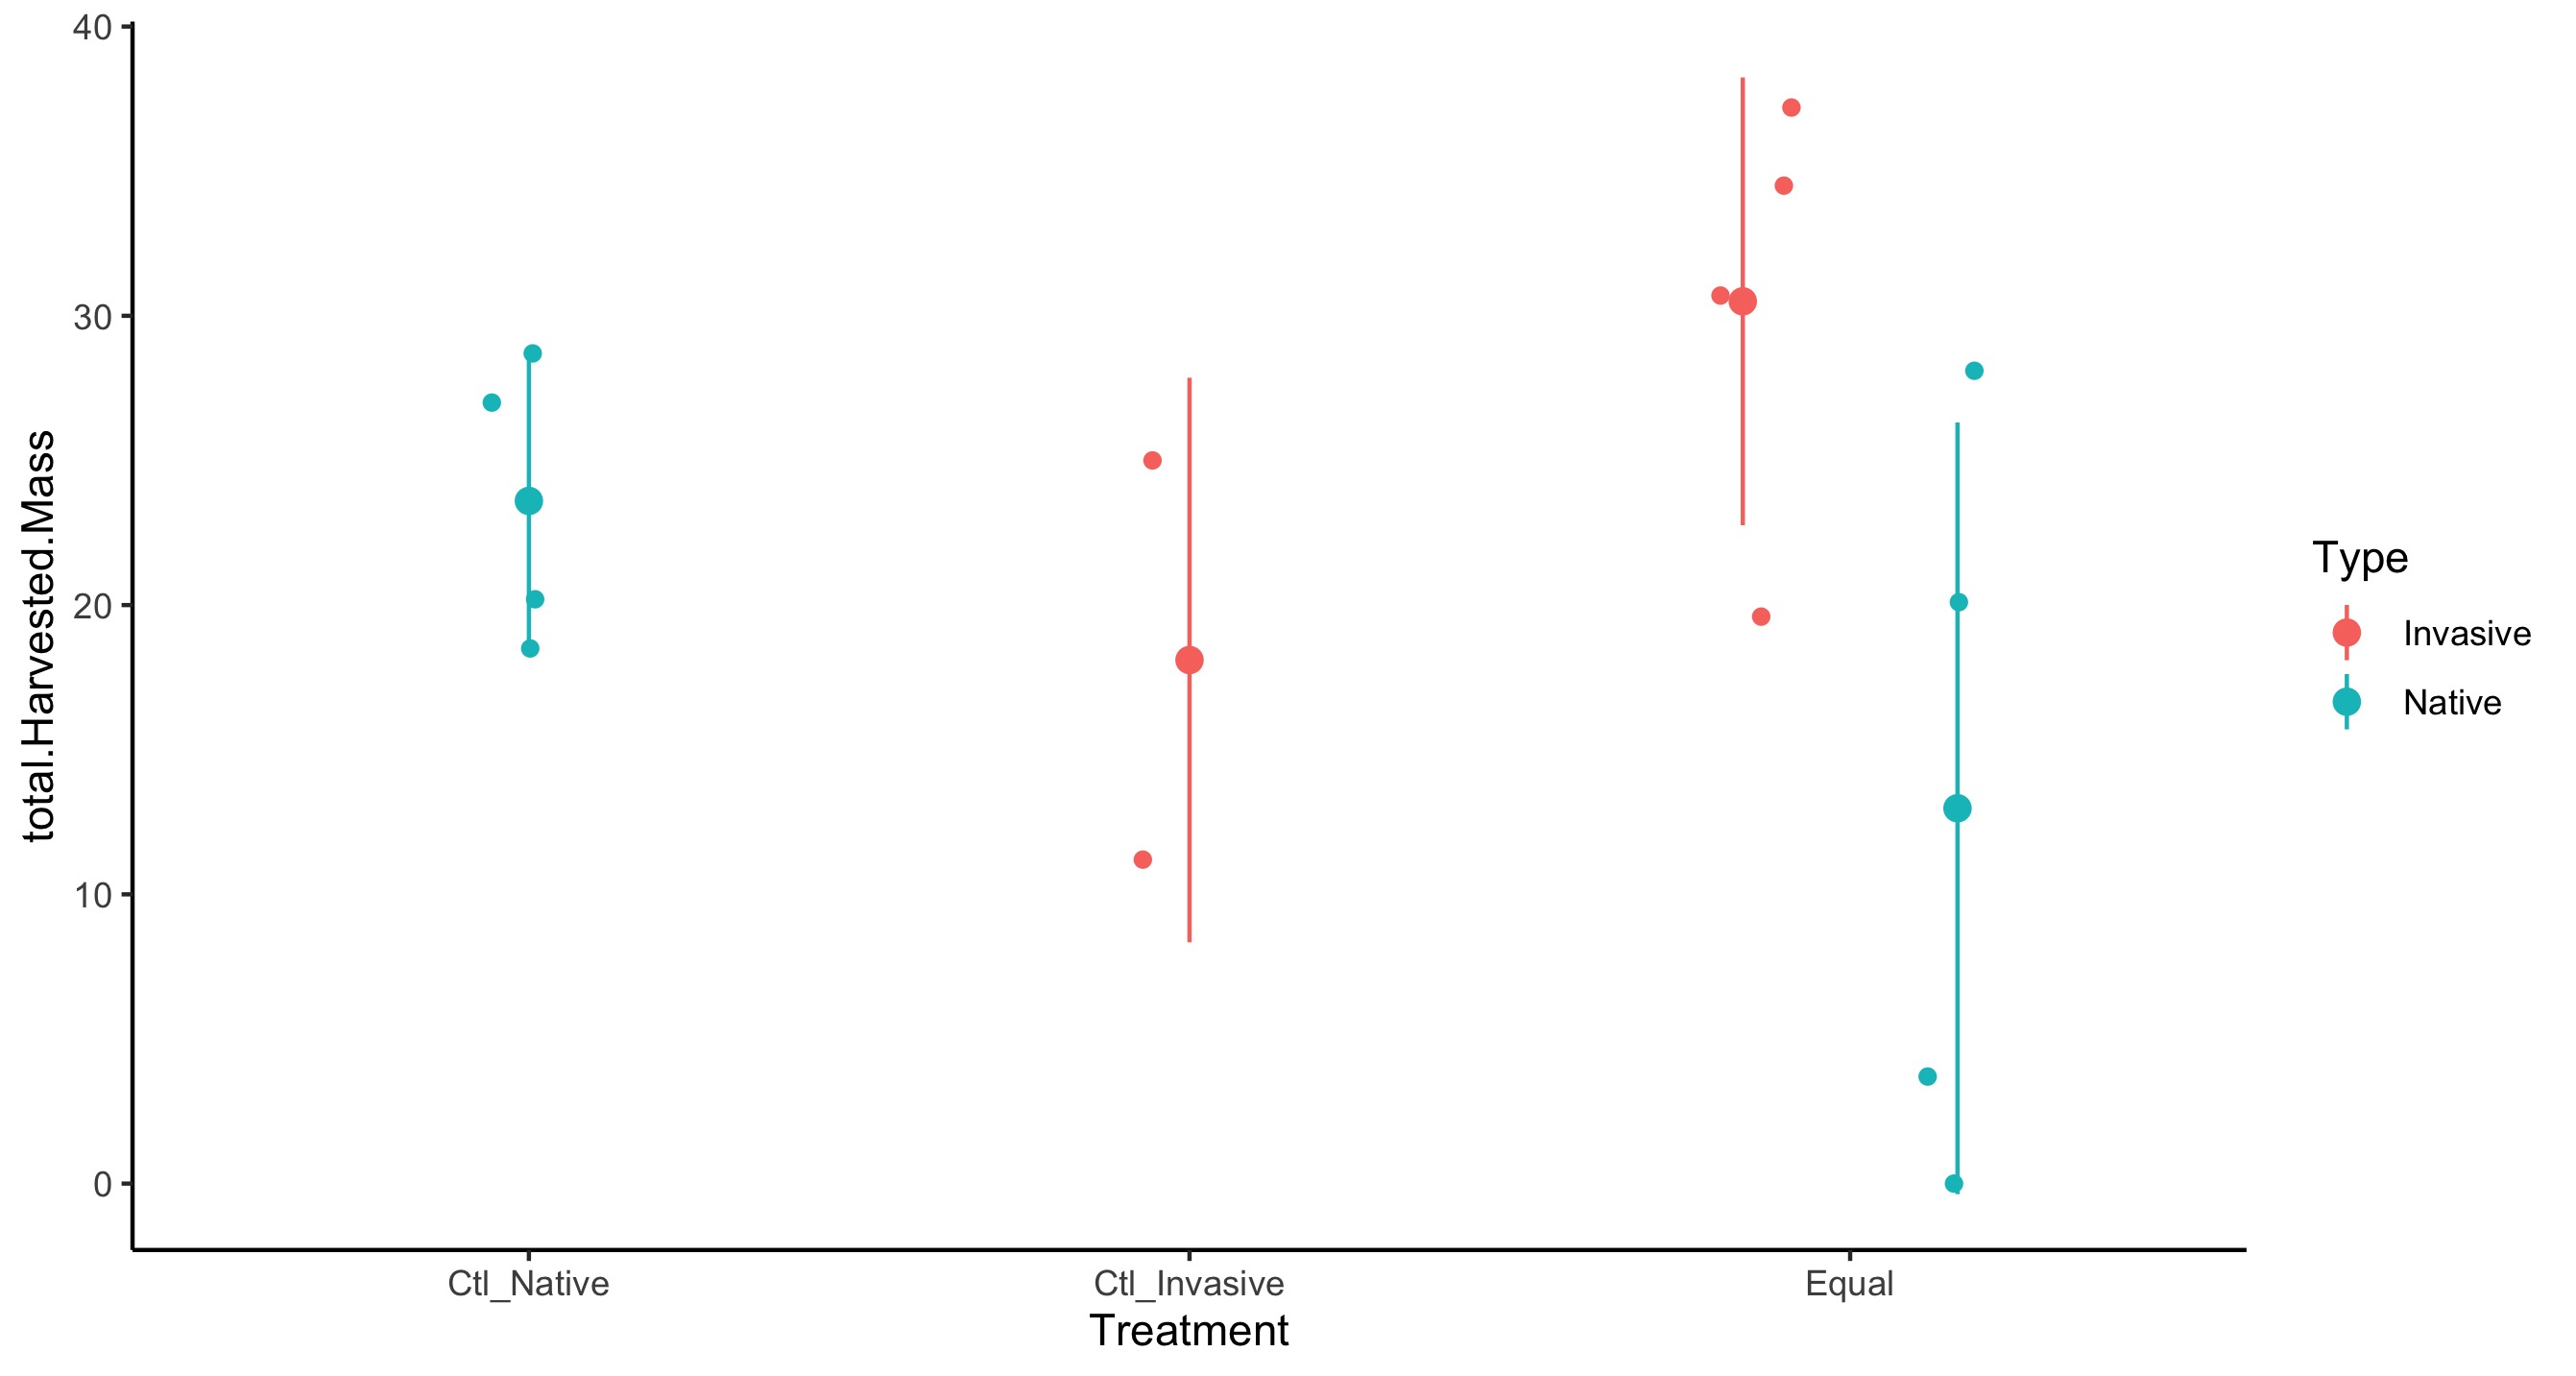 total.Harvested.Mass
40
30
20
10
0
Ctl_Native
Ctl_Invasive
Equal
Treatment
Type
Invasive
Native